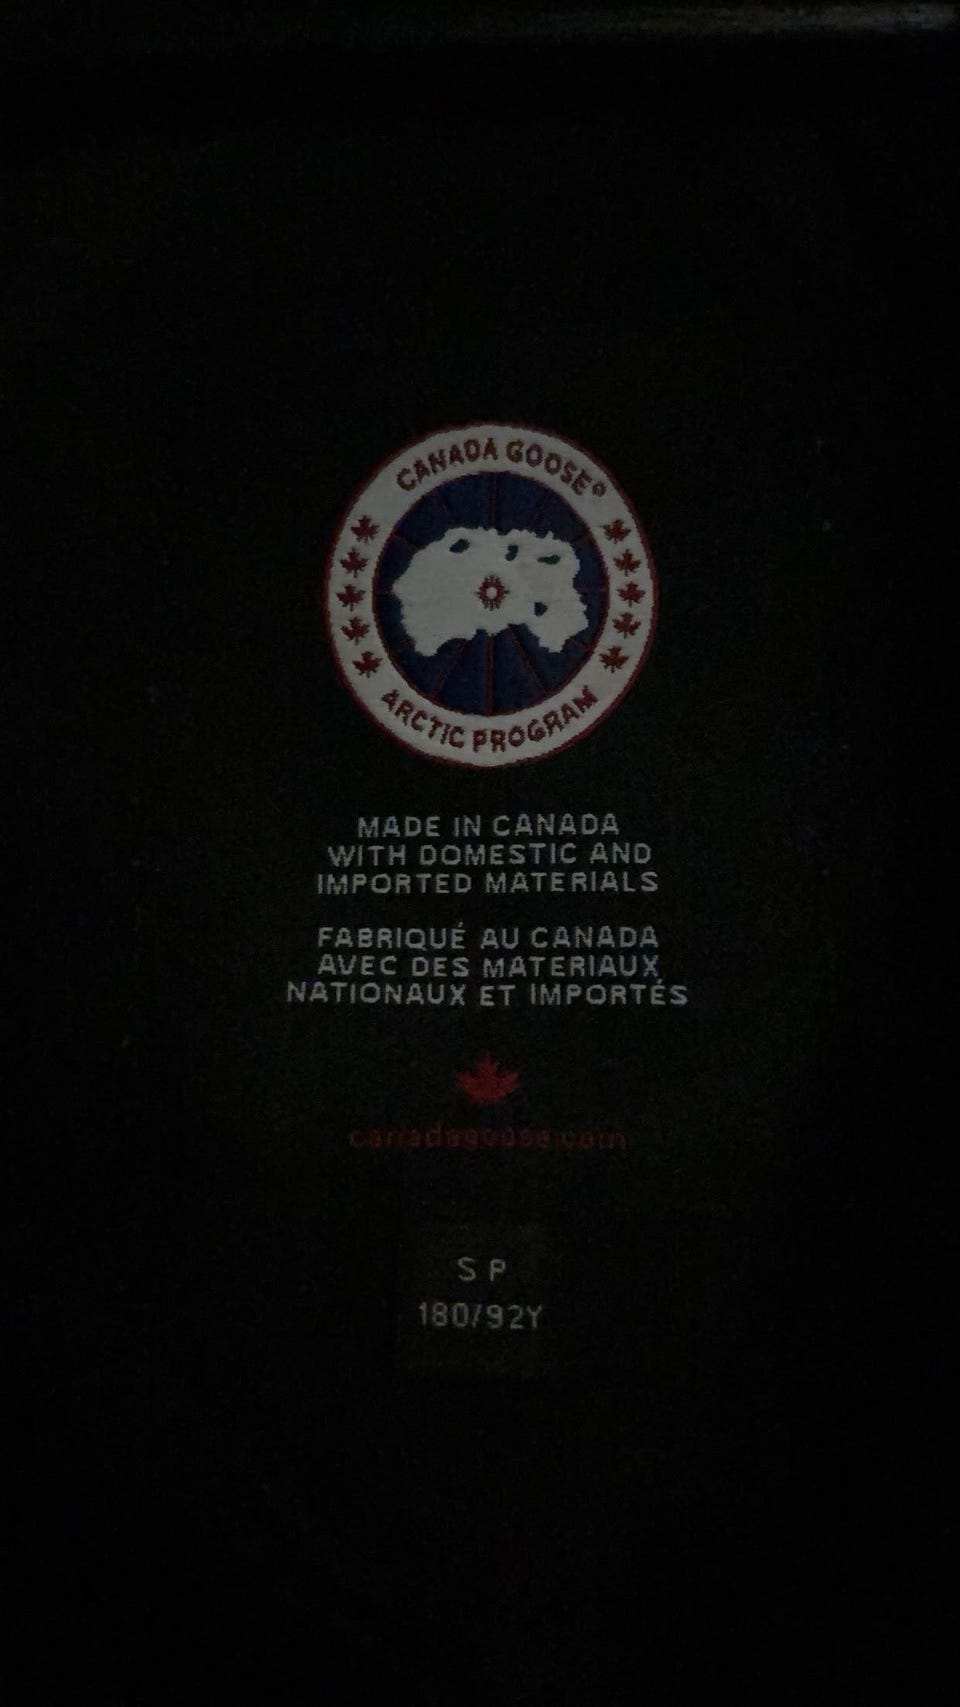 CANADA GOOSE®
ARCTIC PROGRAM
MADE IN CANADA
WITH DOMESTIC AND
IMPORTED MATERIALS
FABRIQUÉ AU CANADA
AVEC DES MATERIAUX
NATIONAUX ET IMPORTÉS
canadagoose.com
S P
180/92Y